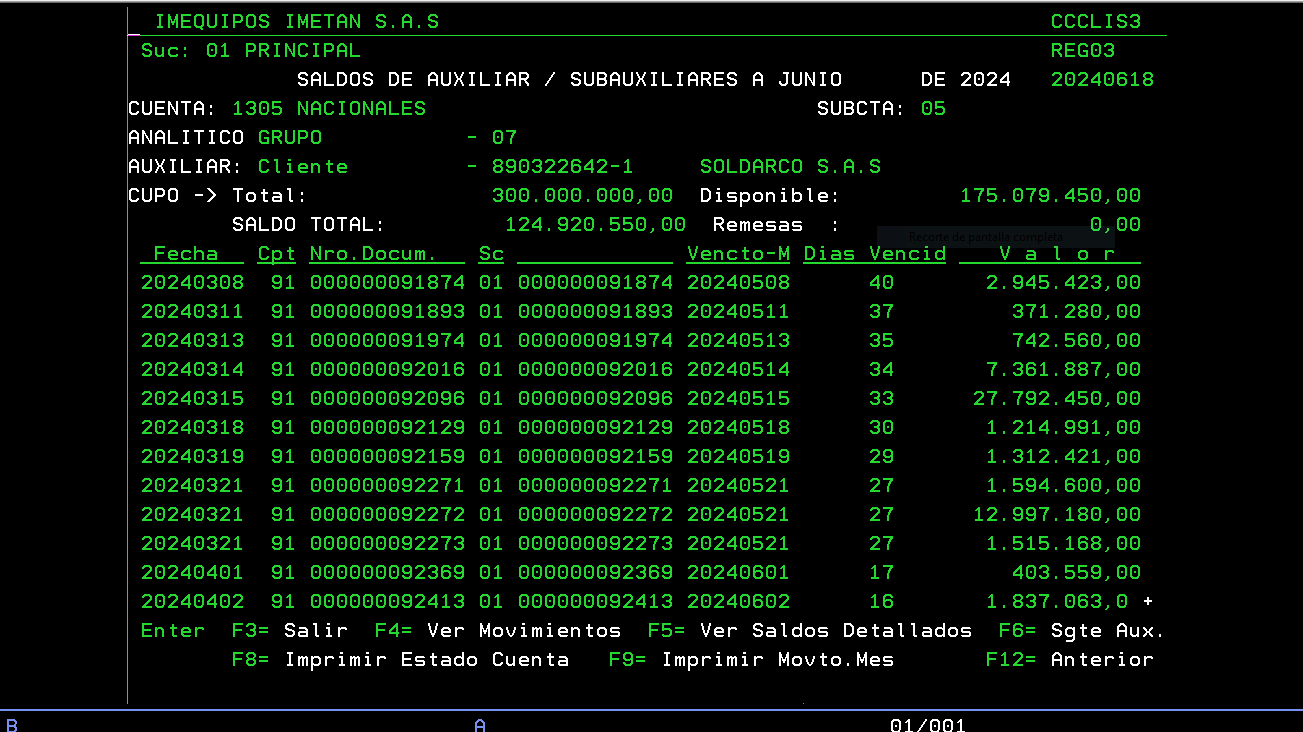 IMEQUIPOS IMETAN S.A.S CCCLIS3
Suc: 01 PRINCIPAL REG03
SALDOS DE AUXILIAR / SUBAUXILIARES A JUNIO DE 2024 20240618
CUENTA: 1305 NACIONALES SUBCTA: 05
ANALITICO GRUPO - 07
AUXILIAR: Cliente - 890322642-1 SOLDARCO S.A.S
CUPO -> Total: 300.000.000,00 Disponible: 175.079.450,00
SALDO TOTAL: 124.920.550,00 Remesas : 0,00
Recorte de pantalla completa
Fecha Cpt Nro.Docum. Sc Vencto-M Dias Vencid V a l o r
20240308 91 000000091874 01 000000091874 20240508 40 2.945.423,00
20240311 91 000000091893 01 000000091893 20240511 37 371.280,00
20240313 91 000000091974 01 000000091974 20240513 35 742.560,00
20240314 91 000000092016 01 000000092016 20240514 34 7.361.887,00
20240315 91 000000092096 01 000000092096 20240515 33 27.792.450,00
20240318 91 000000092129 01 000000092129 20240518 30 1.214.991,00
20240319 91 000000092159 01 000000092159 20240519 29 1.312.421,00
20240321 91 000000092271 01 000000092271 20240521 27 1.594.600,00
20240321 91 000000092272 01 000000092272 20240521 27 12.997.180,00
20240321 91 000000092273 01 000000092273 20240521 27 1.515.168,00
20240401 91 000000092369 01 000000092369 20240601 17 403.559,00
20240402 91 000000092413 01 000000092413 20240602 16 1.837.063,0 +
Enter F3= Salir F4= Ver Movimientos F5= Ver Saldos Detallados F6= Sgte Aux.
F8= Imprimir Estado Cuenta F9= Imprimir Movto.Mes F12= Anterior
B A 01/001